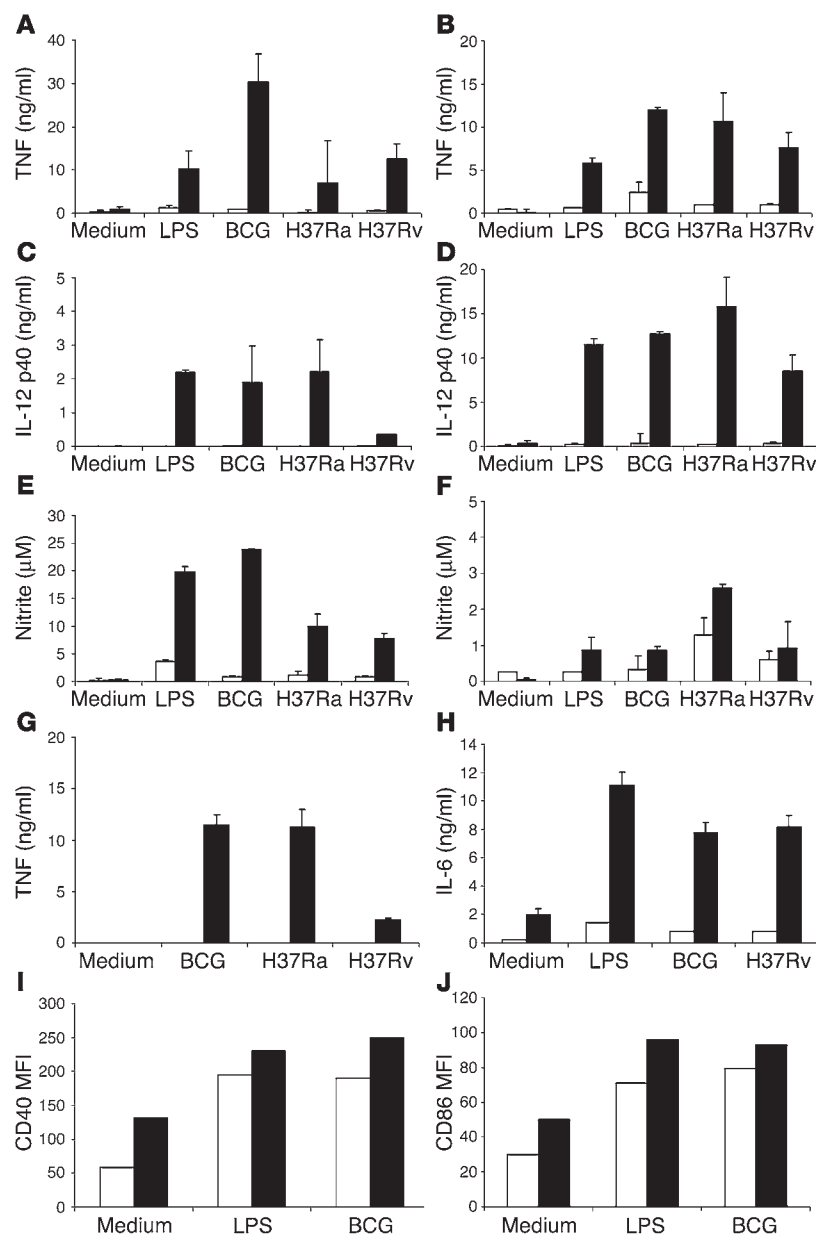 A
TNF (ng/ml)
40
30
20
10
0
Medium LPS BCG H37Ra H37Rv
B
TNF (ng/ml)
20
15
10
5
0
Medium LPS BCG H37Ra H37Rv
C
IL-12 p40 (ng/ml)
5
4
3
2
1
0
Medium LPS BCG H37Ra H37Rv
D
IL-12 p40 (ng/ml)
20
15
10
5
0
Medium LPS BCG H37Ra H37Rv
E
Nitrite (μM)
30
25
20
15
10
5
0
Medium LPS BCG H37Ra H37Rv
F
Nitrite (μM)
5
4
3
2
1
0
Medium LPS BCG H37Ra H37Rv
G
TNF (ng/ml)
20
15
10
5
0
Medium BCG H37Ra H37Rv
H
IL-6 (ng/ml)
14
12
10
8
6
4
2
0
Medium LPS BCG H37Rv
I
CD40 MFI
300
250
200
150
100
50
0
Medium LPS BCG
J
CD86 MFI
120
100
80
60
40
20
0
Medium LPS BCG